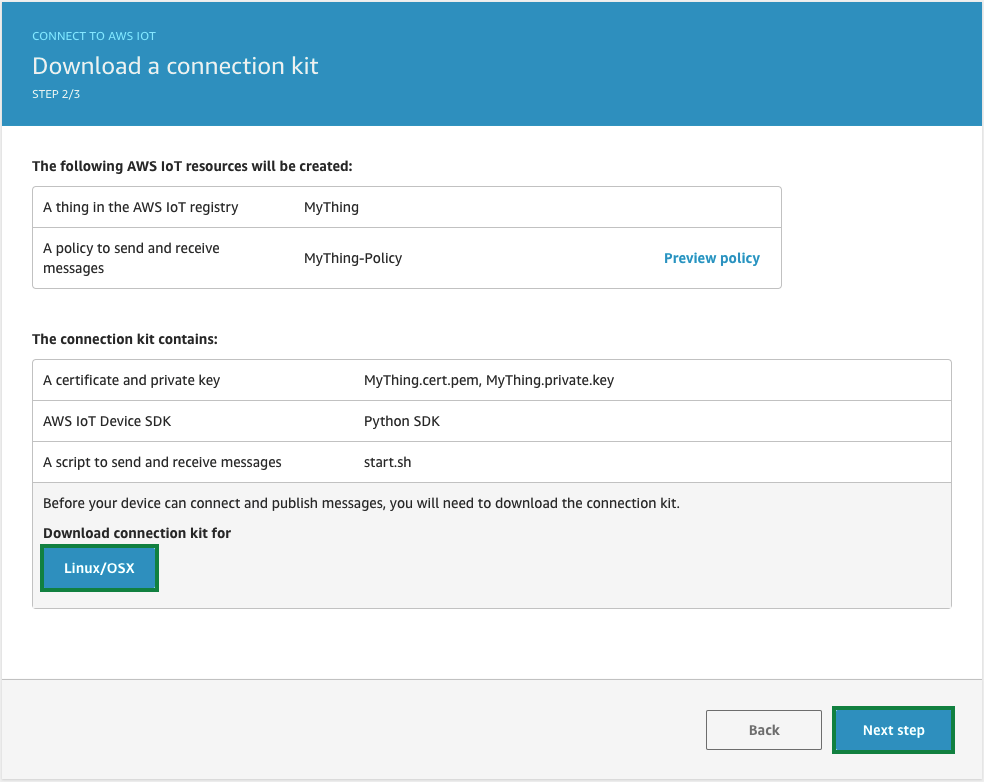 CONNECT TO AWS IOT
Download a connection kit
STEP 2/3
The following AWS IoT resources will be created:
A thing in the AWS IoT registry MyThing
A policy to send and receive
messages MyThing-Policy Preview policy
The connection kit contains:
A certificate and private key MyThing.cert.pem, MyThing.private.key
AWS IoT Device SDK Python SDK
A script to send and receive messages start.sh
Before your device can connect and publish messages, you will need to download the connection kit.
Download connection kit for
Linux/OSX
Back Next step